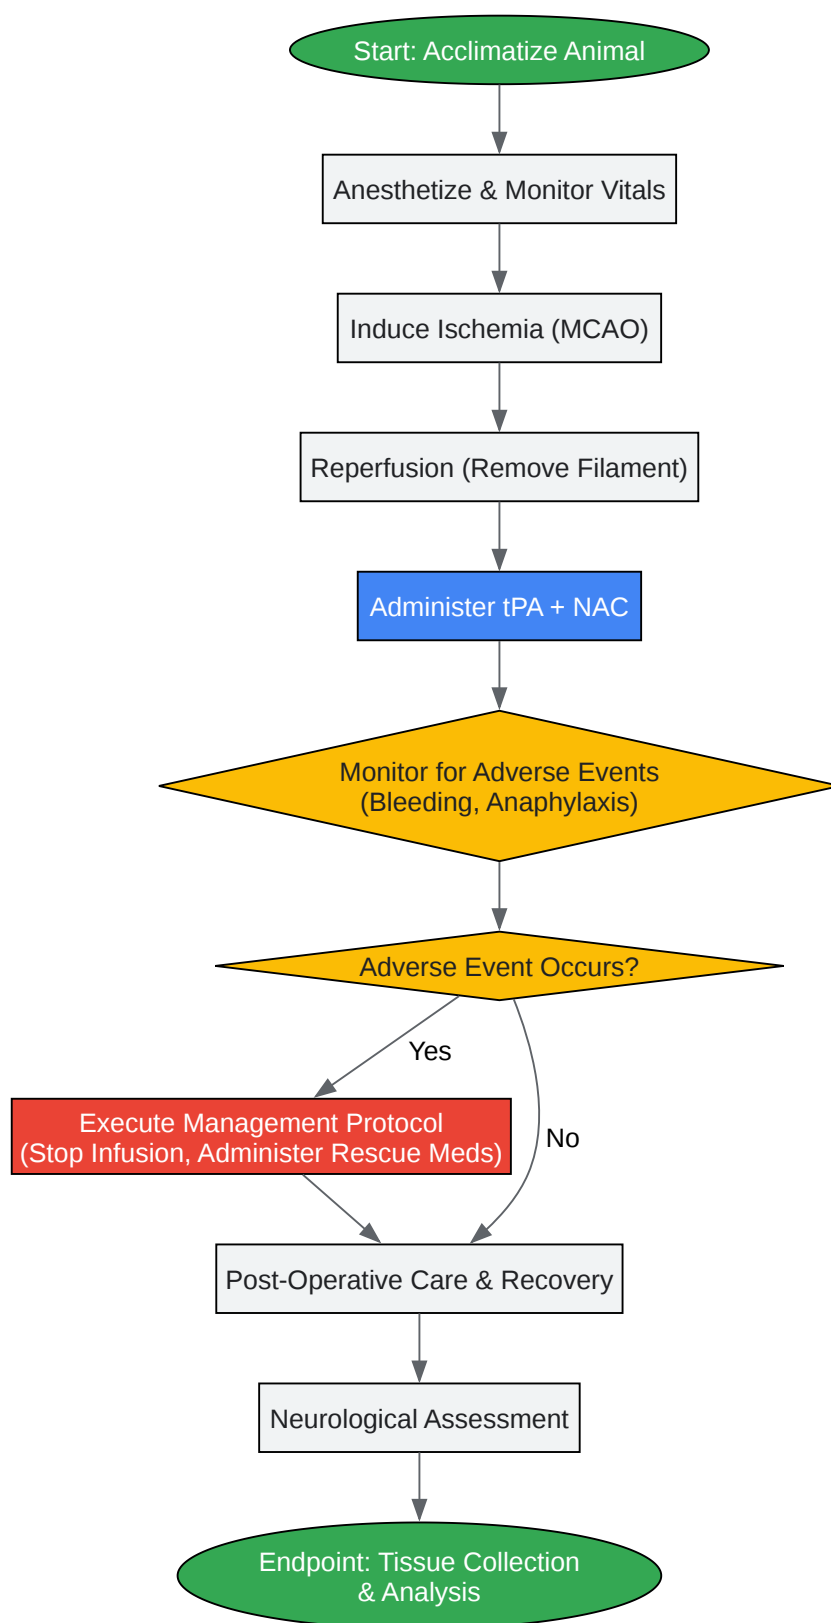 Start: Acclimatize Animal
Anesthetize & Monitor Vitals
Induce Ischemia (MCAO)
Reperfusion (Remove Filament)
Administer tPA + NAC
Monitor for Adverse Events
(Bleeding, Anaphylaxis)
Adverse Event Occurs?
Yes
Execute Management Protocol
(Stop Infusion, Administer Rescue Meds)
No
Post-Operative Care & Recovery
Neurological Assessment
Endpoint: Tissue Collection
& Analysis